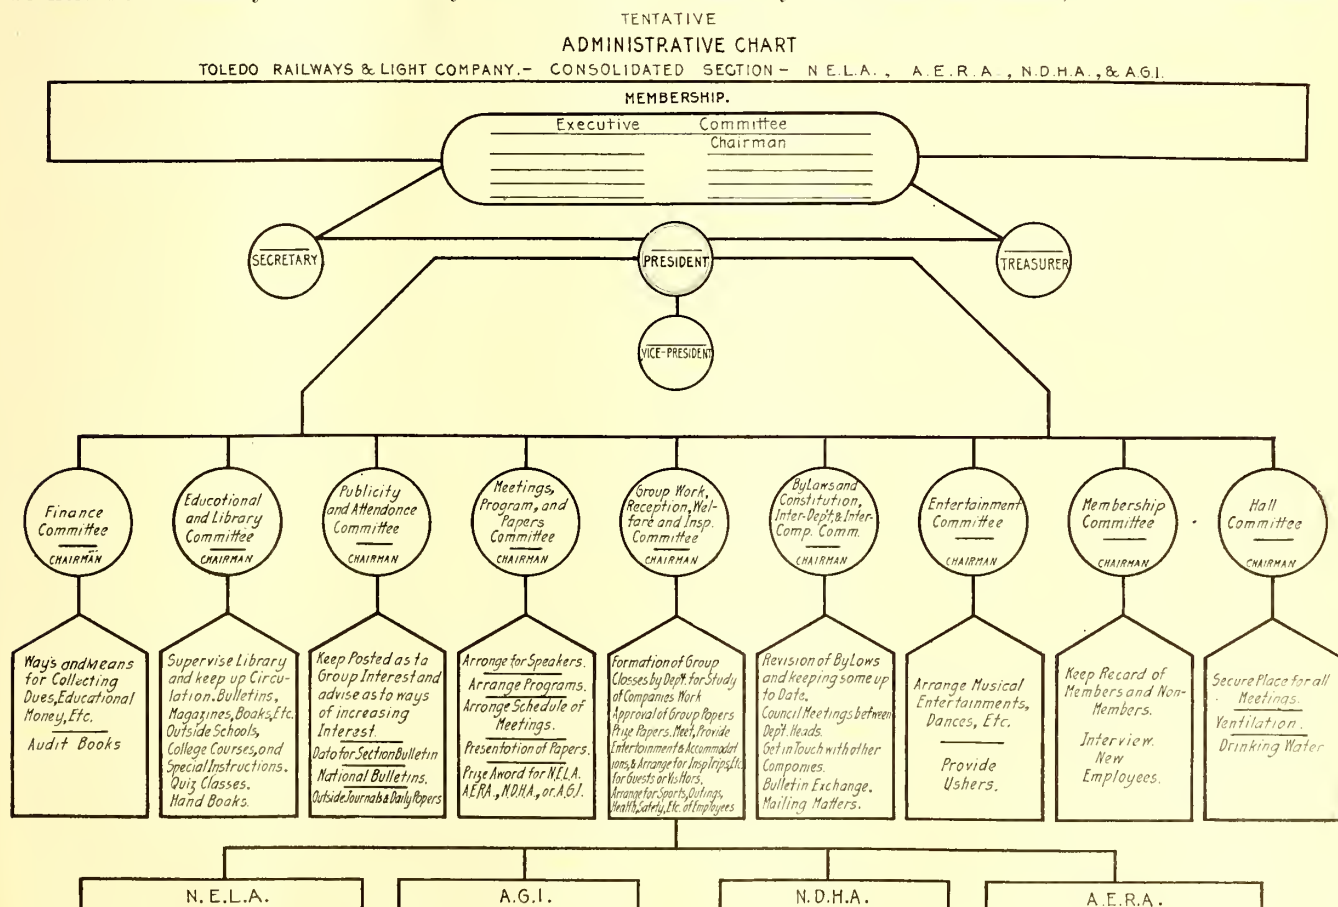 TENTATIVE
ADMINISTRATIVE CHART
TOLEDO RAILWAYS & LIGHT COMPANY.- CONSOLIDATED SECTION - N.E.L.A., A.E.R.A., N.D.H.A., & A.G.I.
MEMBERSHIP.
Executive Committee
Chairman
SECRETARY
PRESIDENT
TREASURER
VICE-PRESIDENT
Finance
Committee
CHAIRMAN
Educational
and Library
Committee
CHAIRMAN
Publicity
and Attendance
Committee
CHAIRMAN
Meetings,
Program, and
Papers
Committee
CHAIRMAN
Group Work,
Reception, Wel-
fare and Insp.
Committee
CHAIRMAN
ByLaws and
Constitution,
Inter-Dep't, & Inter-
Comp. Comm.
CHAIRMAN
Entertainment
Committee
CHAIRMAN
Membership
Committee
CHAIRMAN
Hall
Committee
CHAIRMAN
Way's and Means
for Collecting
Dues, Educational
Money, Etc.
Audit Books
Supervise Library
and keep up Circu-
lation. Bulletins,
Magazines, Books, Etc.
Outside Schools,
College Courses, and
Special Instructions.
Quiz Classes.
Hand Books.
Keep Posted as to
Group Interest and
advise as to ways
of increasing
Interest.
Data for Section Bulletin
National Bulletins.
Outside Journals & Daily Papers
Arrange for Speakers.
Arrange Programs.
Arrange Schedule of
Meetings.
Presentation of Papers.
Prize Award for N.E.L.A.
A.E.R.A., N.D.H.A., or A.G.I.
Formation of Group
Classes by Dep't. for Study
of Companies Work
Approval of Group Papers
Prize Papers. Meet, Provide
Entertainment & Accommodat
ions, & Arrange for Insp Trips, Etc.
for Guests or Visitors.
Arrange for Sports, Outings,
Health, Safety, Etc. of Employees
Revision of ByLaws
and keeping some up
to Date.
Council Meetings between
Dept. Heads.
Get in Touch with other
Companies.
Bulletin Exchange.
Mailing Matters.
Arrange Musical
Entertainments,
Dances, Etc.
Provide
Ushers.
Keep Record of
Members and Non-
Members.
Interview
New
Employees.
Secure Place for all
Meetings.
Ventilation.
Drinking Water
N.E.L.A.
A.G.I.
N.D.H.A.
A.E.R.A.